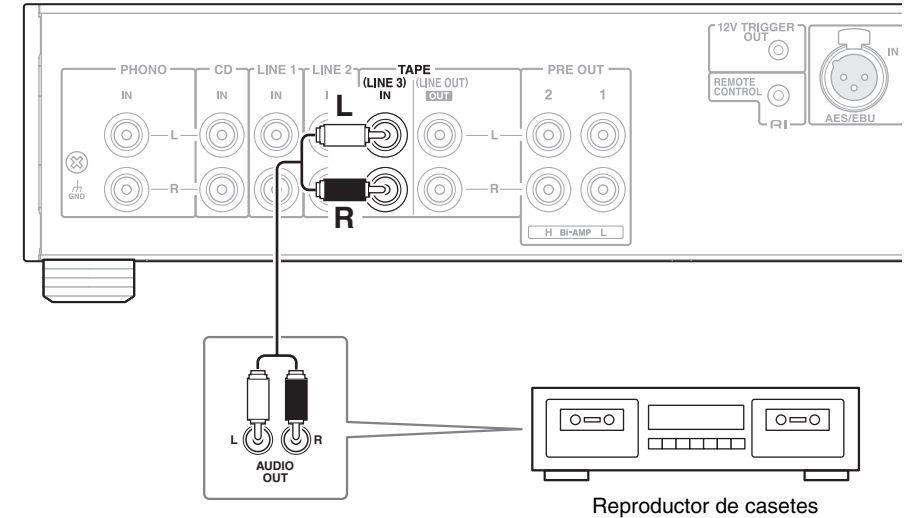 12V TRIGGER
OUT
PHONO
CD
LINE 1
LINE 2
TAPE
(LINE 3)
(LINE OUT)
PRE OUT
IN
IN
IN
I
IN
OUT
2
1
REMOTE
CONTROL
RI
IN
AES/EBU
L
L
L
R
R
R
GND
H BI-AMP L
L
R
AUDIO
OUT
Reproductor de casetes